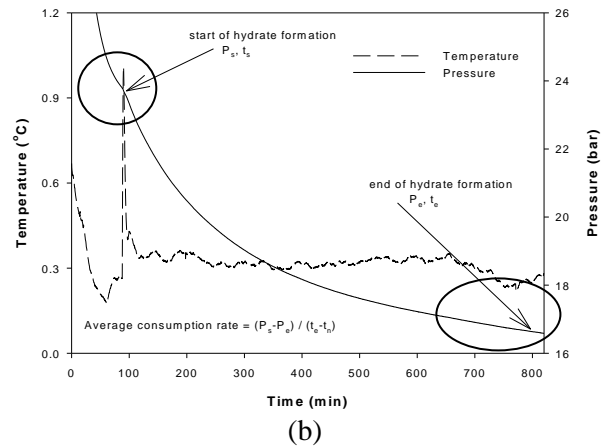 1.2
0.9
0.6
0.3
0.0
Temperature (°C)
26
24
22
20
18
16
Pressure (bar)
start of hydrate formation
Pₛ, tₛ
Temperature
Pressure
end of hydrate formation
Pₑ, tₑ
Average consumption rate = (Pₛ-Pₑ) / (tₑ-tₙ)
0 100 200 300 400 500 600 700 800
Time (min)
(b)